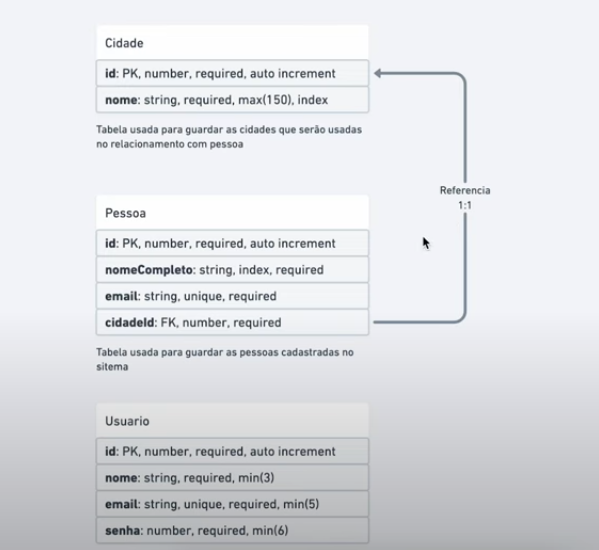 Cidade
id: PK, number, required, auto increment
nome: string, required, max(150), index
Tabela usada para guardar as cidades que serão usadas
no relacionamento com pessoa
Referencia
1:1
Pessoa
id: PK, number, required, auto increment
nomeCompleto: string, index, required
email: string, unique, required
cidadeId: FK, number, required
Tabela usada para guardar as pessoas cadastradas no
sitema
Usuario
id: PK, number, required, auto increment
nome: string, required, min(3)
email: string, unique, required, min(5)
senha: number, required, min(6)